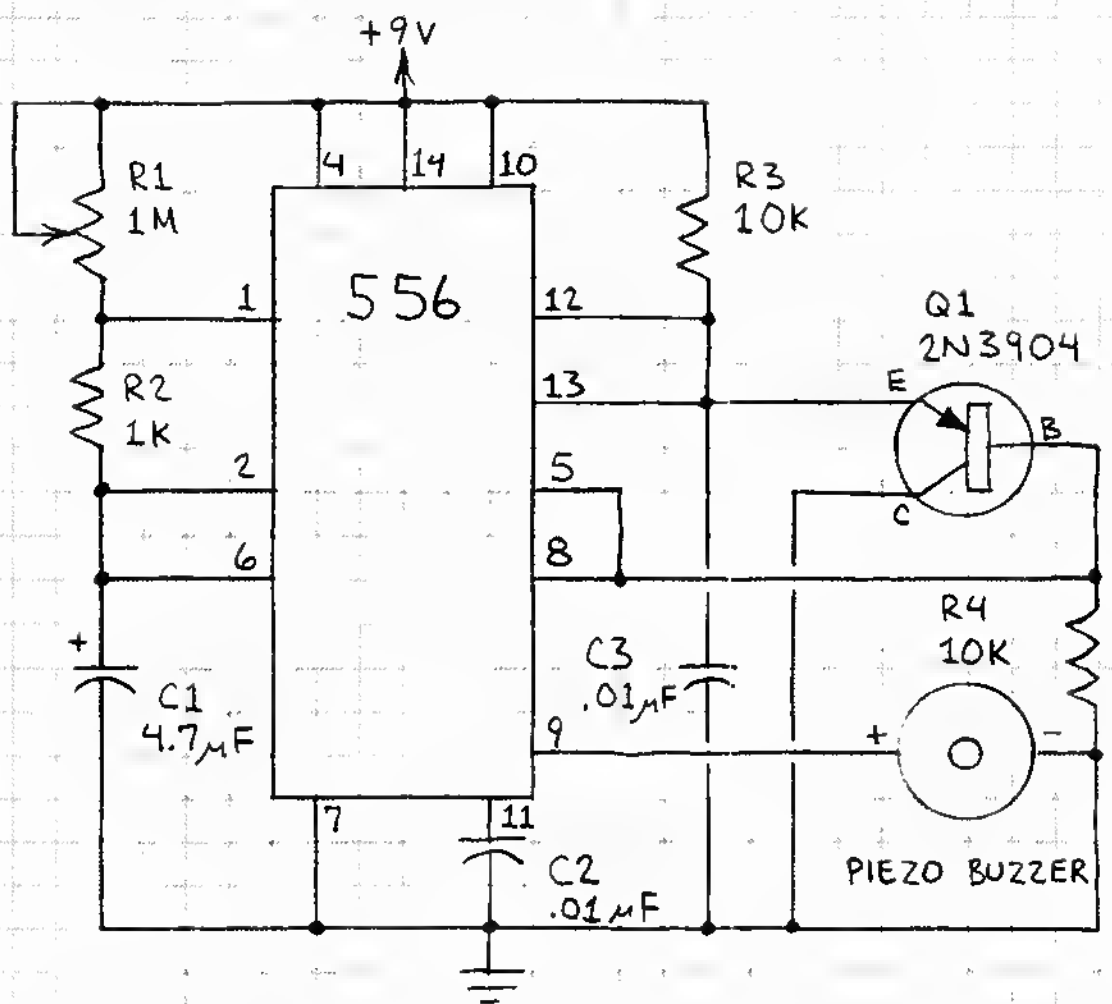 +9V
4
14
10
R1
1M
R3
10K
556
1
12
Q1
2N3904
13
E
B
R2
1K
2
5
C
6
8
R4
10K
+
C1
4.7μF
C3
.01μF
9
+
-
7
11
C2
.01μF
PIEZO BUZZER